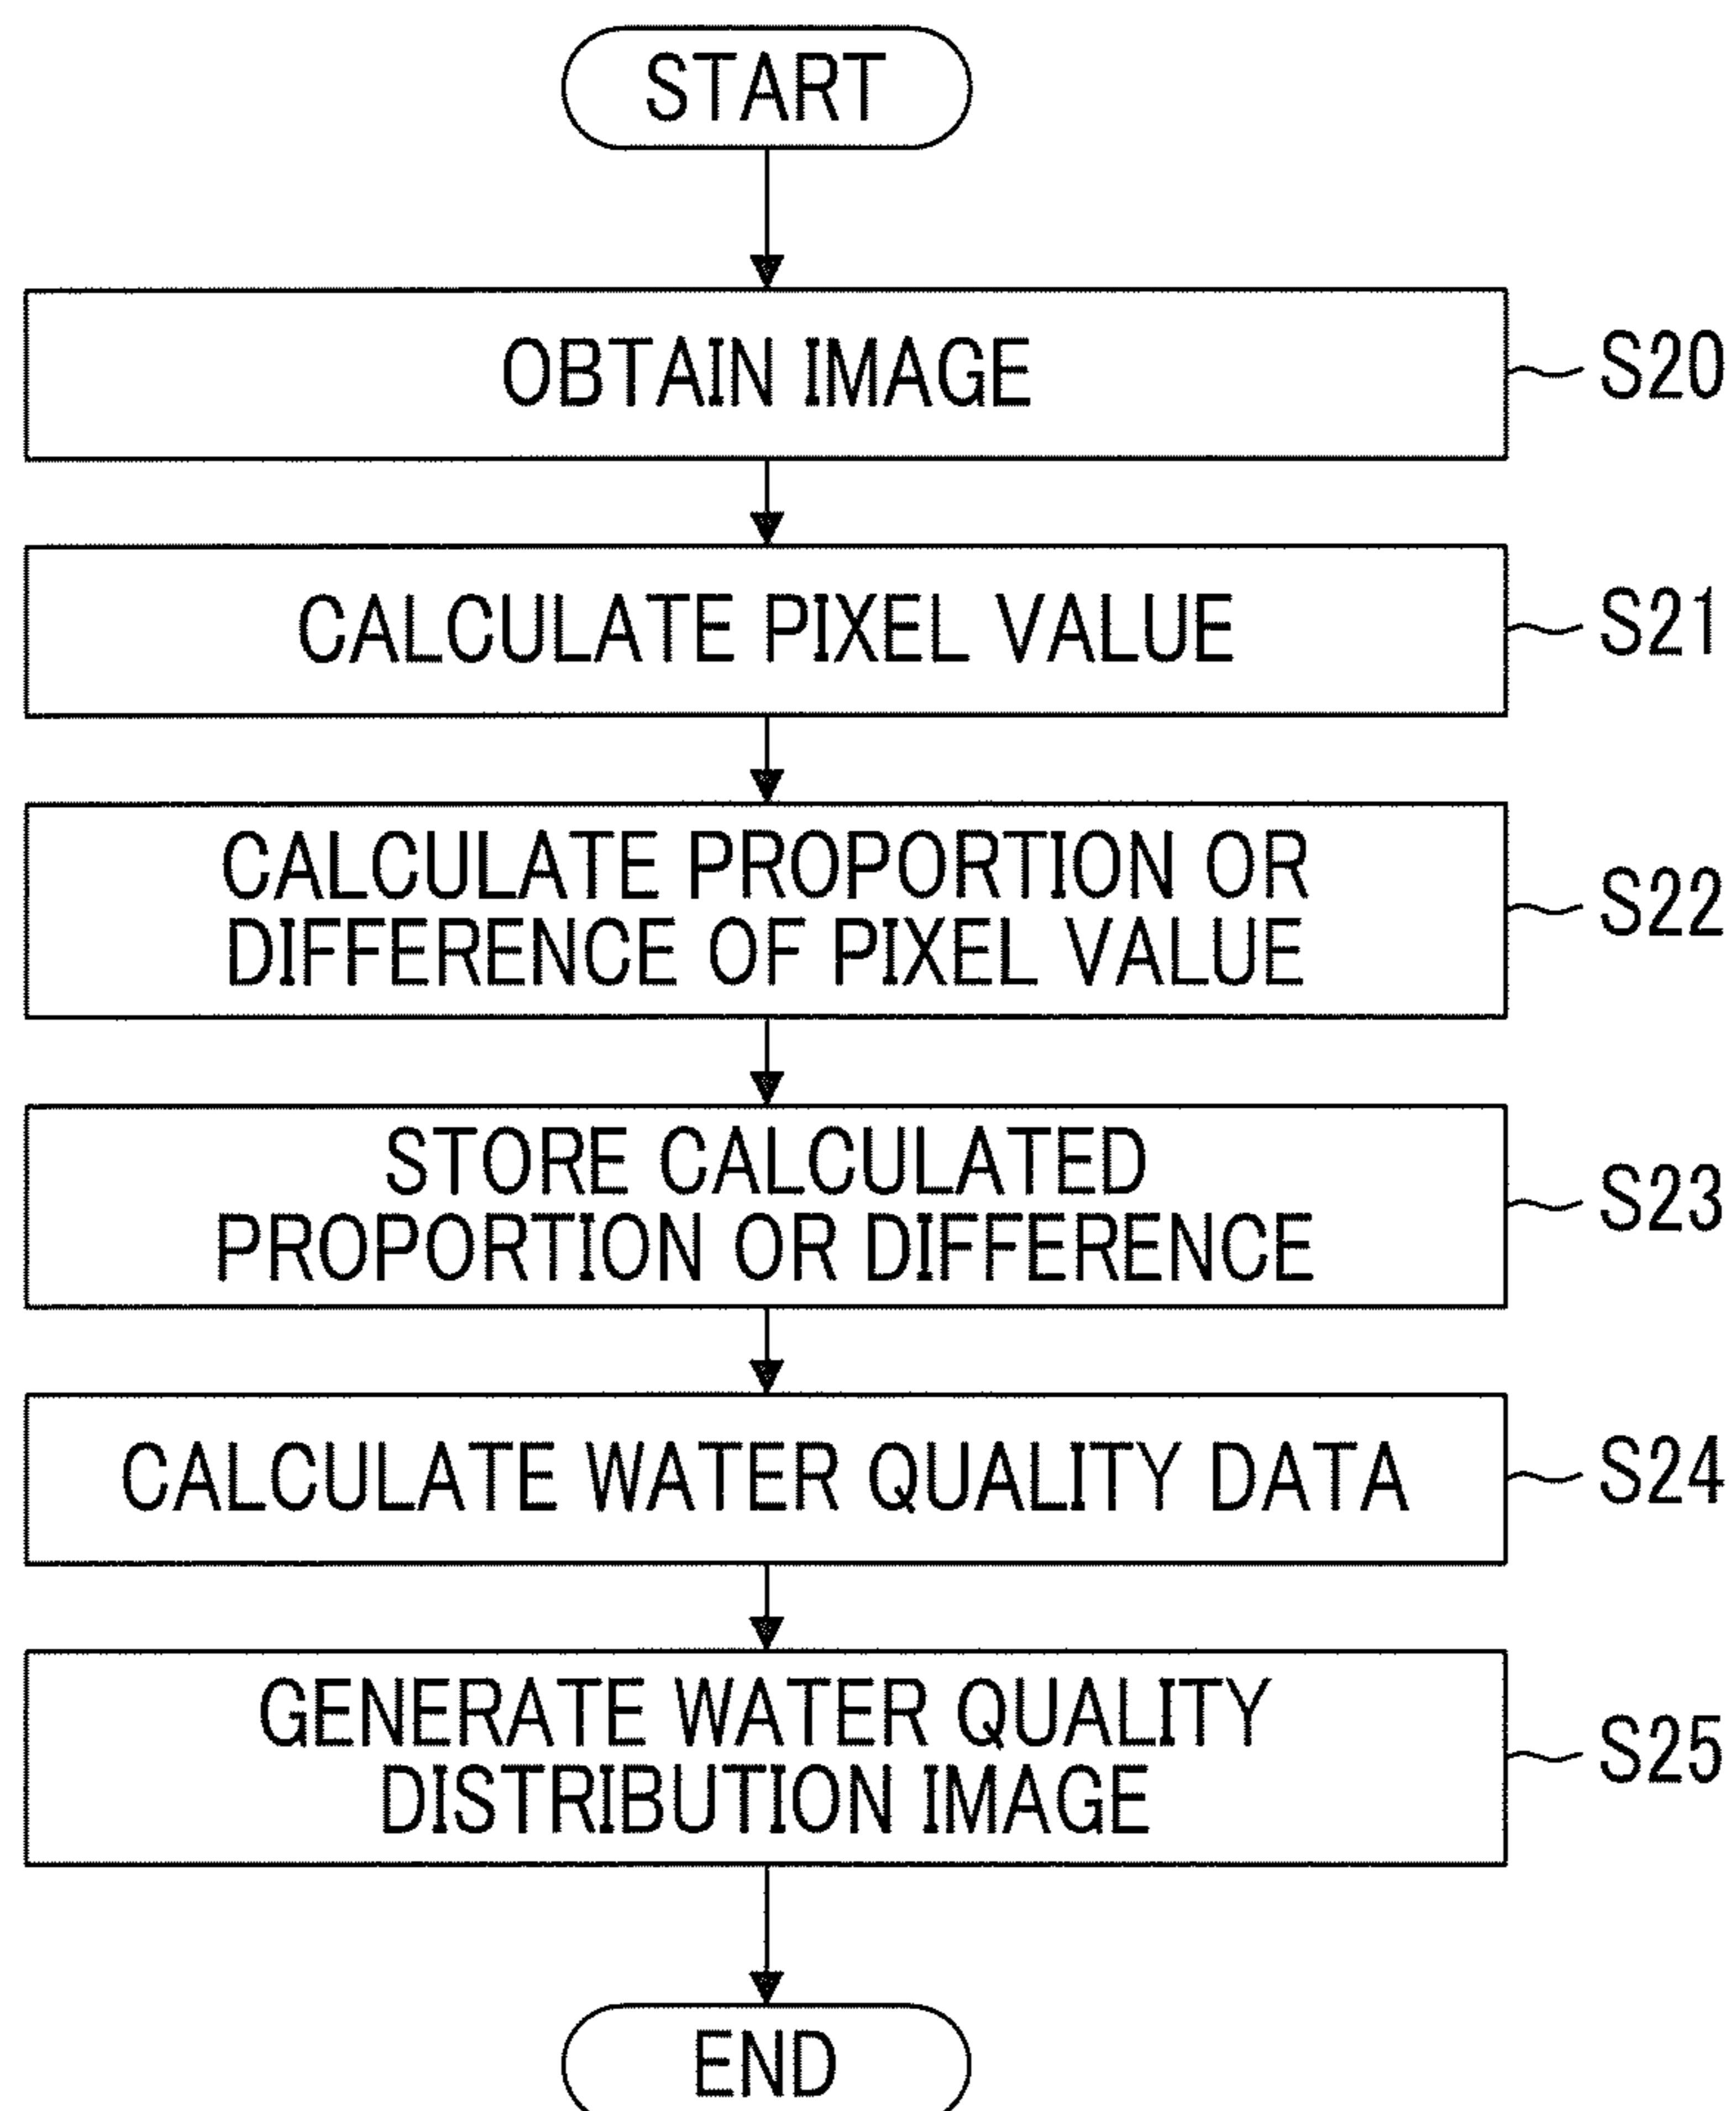 START
OBTAIN IMAGE
S20
CALCULATE PIXEL VALUE
S21
CALCULATE PROPORTION OR
DIFFERENCE OF PIXEL VALUE
S22
STORE CALCULATED
PROPORTION OR DIFFERENCE
S23
CALCULATE WATER QUALITY DATA
S24
GENERATE WATER QUALITY
DISTRIBUTION IMAGE
S25
END